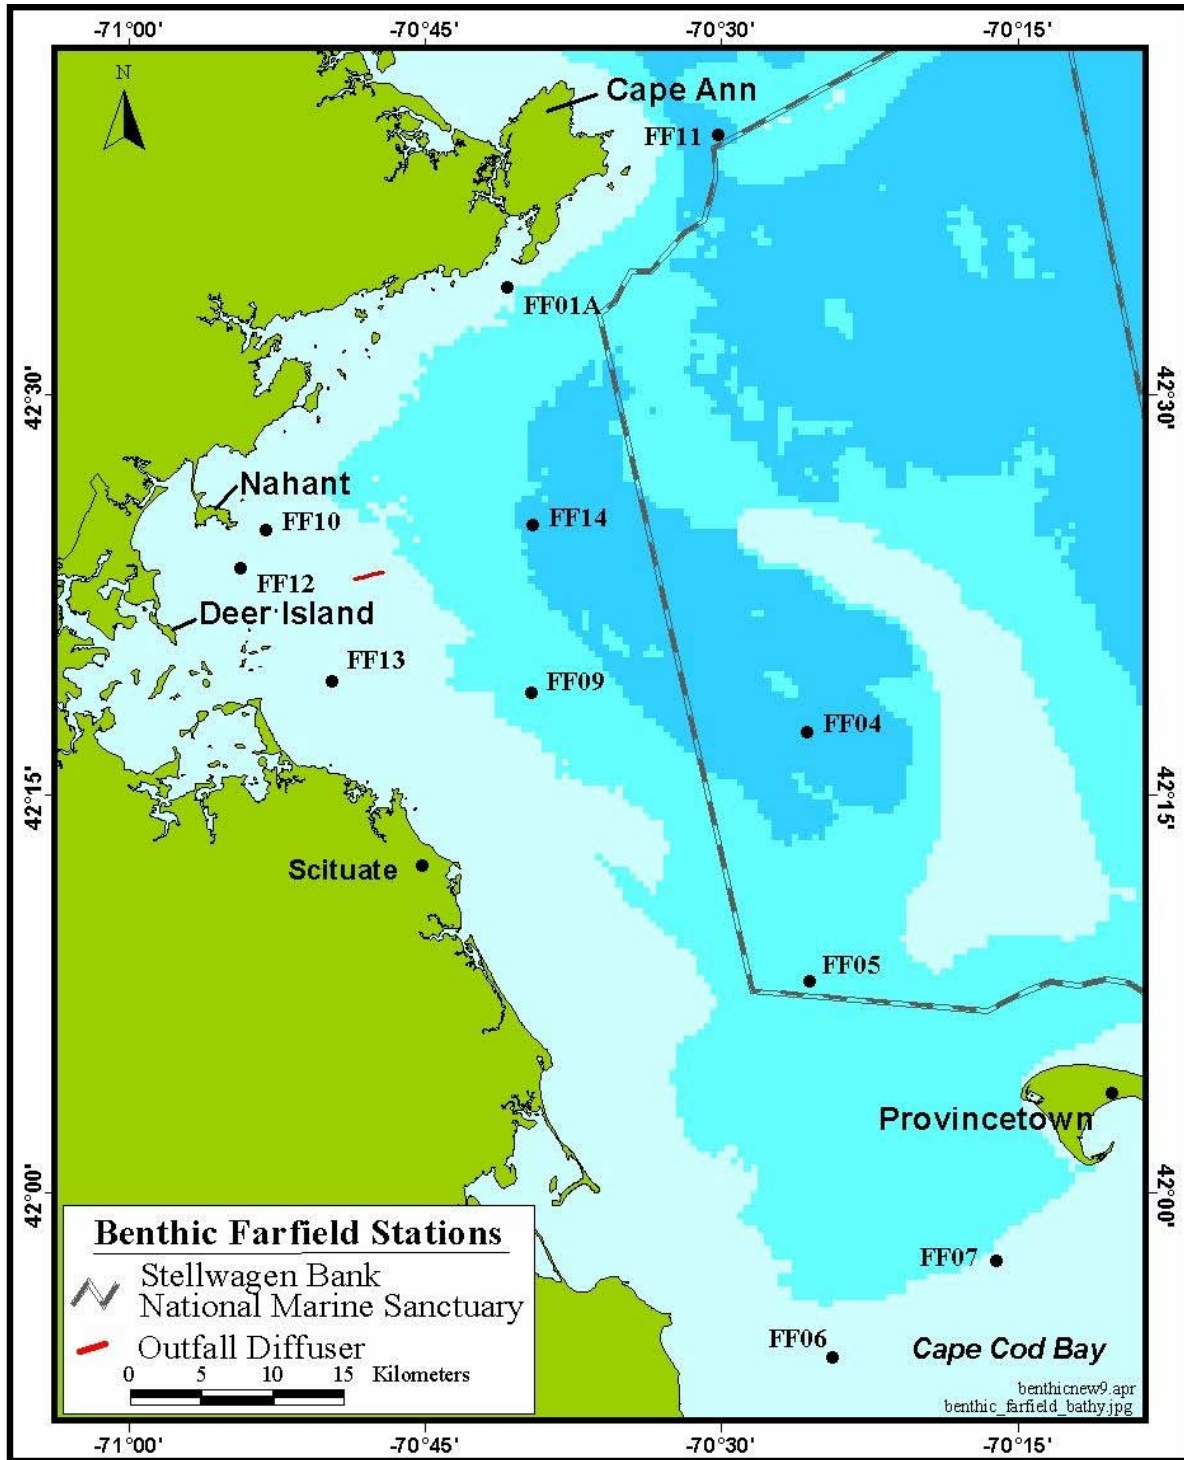 -71°00' -70°45' -70°30' -70°15'
N
Cape Ann
FF11
FF01A
42°30' 42°30'
Nahant
FF10
FF14
FF12
Deer Island
FF13
FF09
FF04
42°15' 42°15'
Scituate
FF05
Provincetown
42°00' 42°00'
Benthic Farfield Stations
Stellwagen Bank
National Marine Sanctuary
Outfall Diffuser
0 5 10 15 Kilometers
FF07
FF06
Cape Cod Bay
benthicnew9.apr
benthic_farfield_bathy.jpg
-71°00' -70°45' -70°30' -70°15'